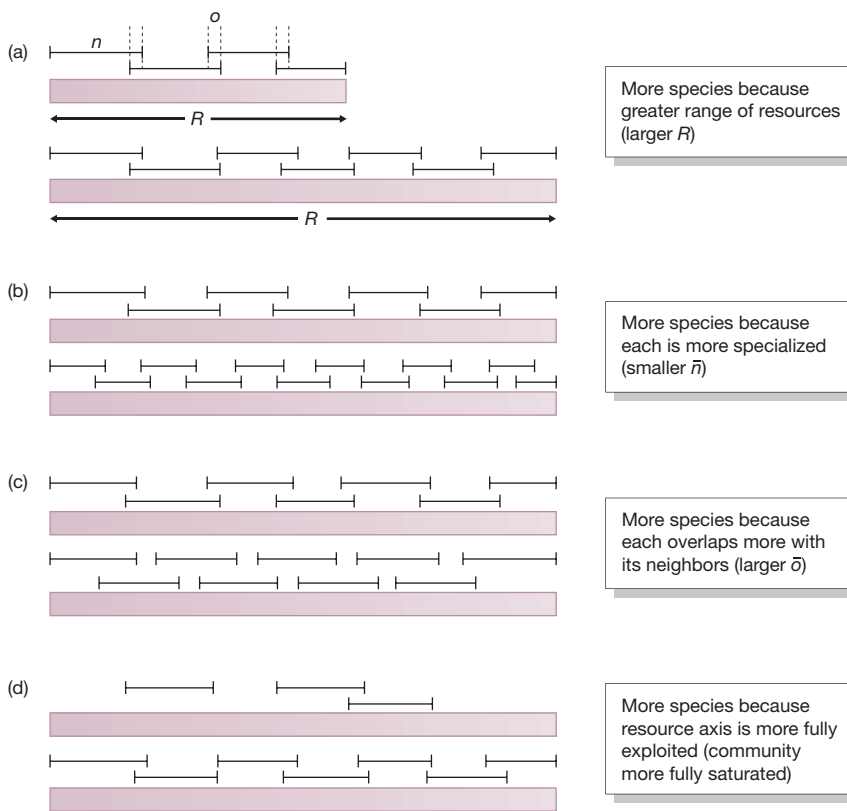 (a)
n
o
R
R
More species because
greater range of resources
(larger R)
(b)
More species because
each is more specialized
(smaller n̄)
(c)
More species because
each overlaps more with
its neighbors (larger ō)
(d)
More species because
resource axis is more fully
exploited (community
more fully saturated)